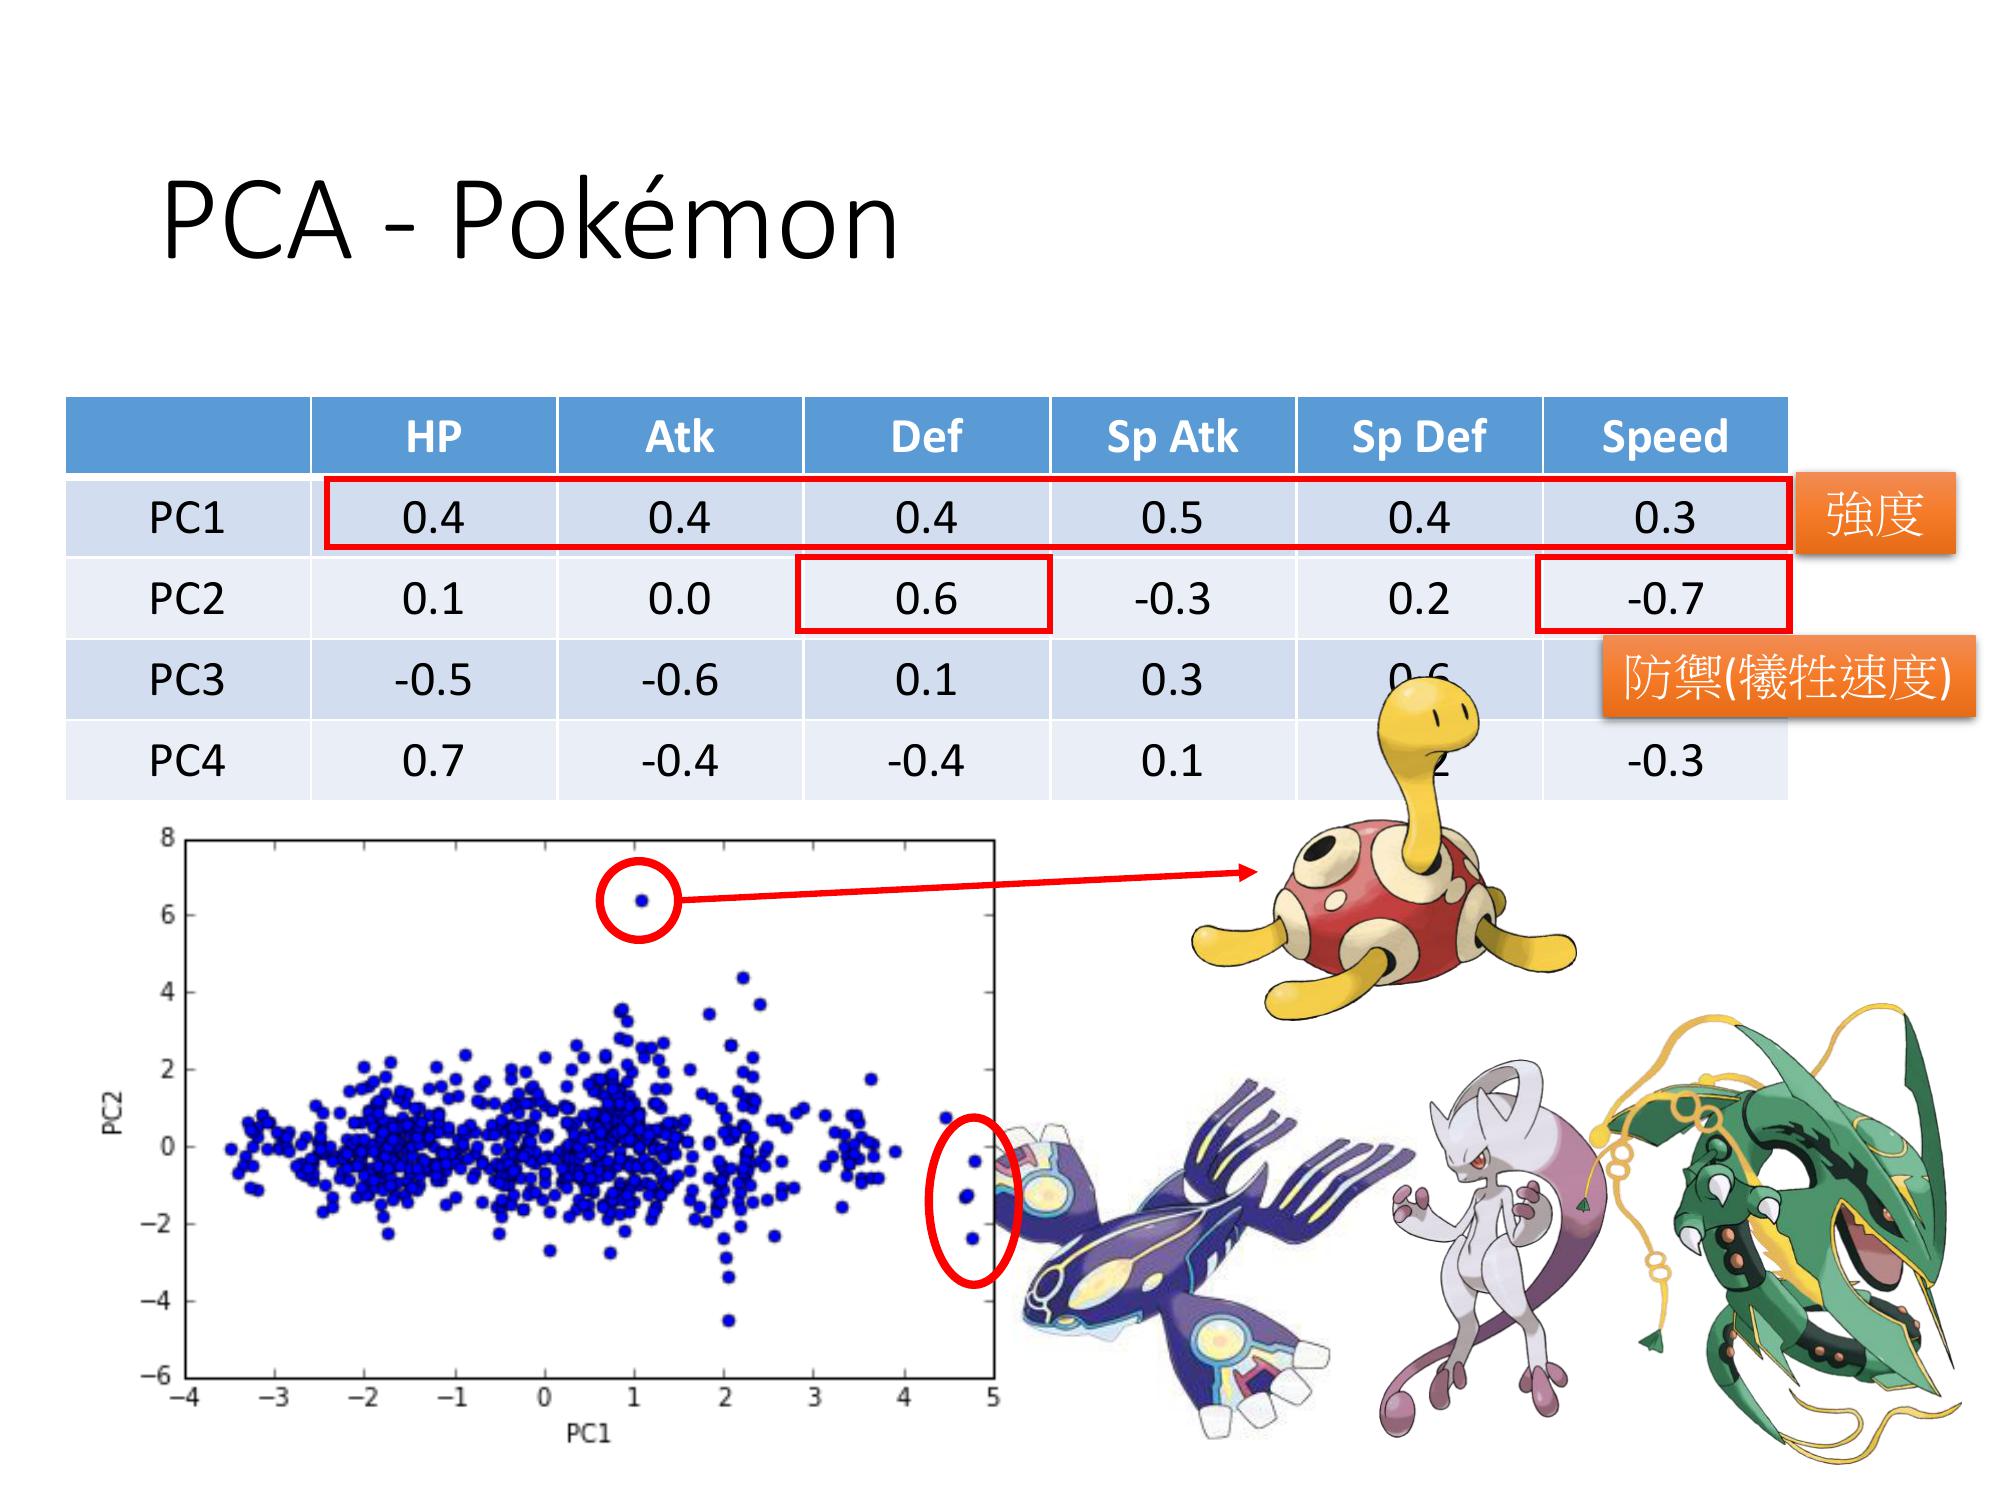 PCA - Pokémon
HP Atk Def Sp Atk Sp Def Speed
PC1 0.4 0.4 0.4 0.5 0.4 0.3 強度
PC2 0.1 0.0 0.6 -0.3 0.2 -0.7
PC3 -0.5 -0.6 0.1 0.3 0.6 防禦(犧牲速度)
PC4 0.7 -0.4 -0.4 0.1 -0.3
8
6
4
2
0
−2
−4
−6
PC2
−4 −3 −2 −1 0 1 2 3 4 5
PC1